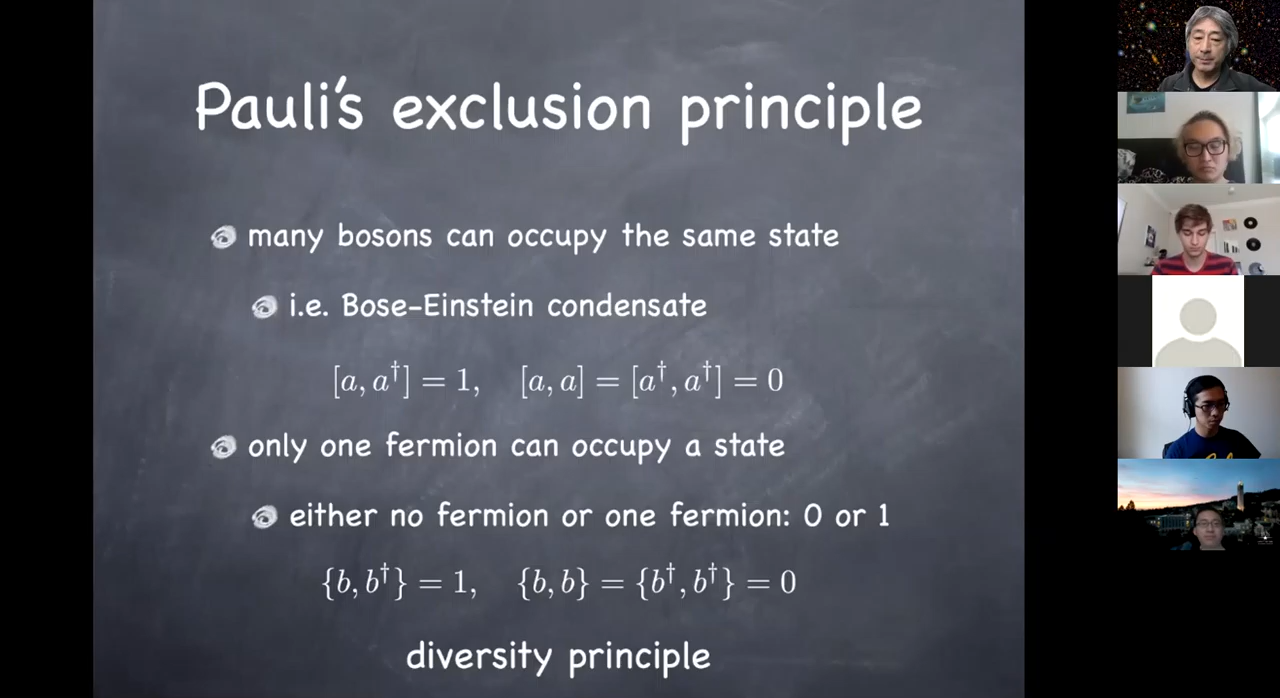 Pauli's exclusion principle
many bosons can occupy the same state
i.e. Bose-Einstein condensate
[a, a†] = 1, [a, a] = [a†, a†] = 0
only one fermion can occupy a state
either no fermion or one fermion: 0 or 1
{b, b†} = 1, {b, b} = {b†, b†} = 0
diversity principle